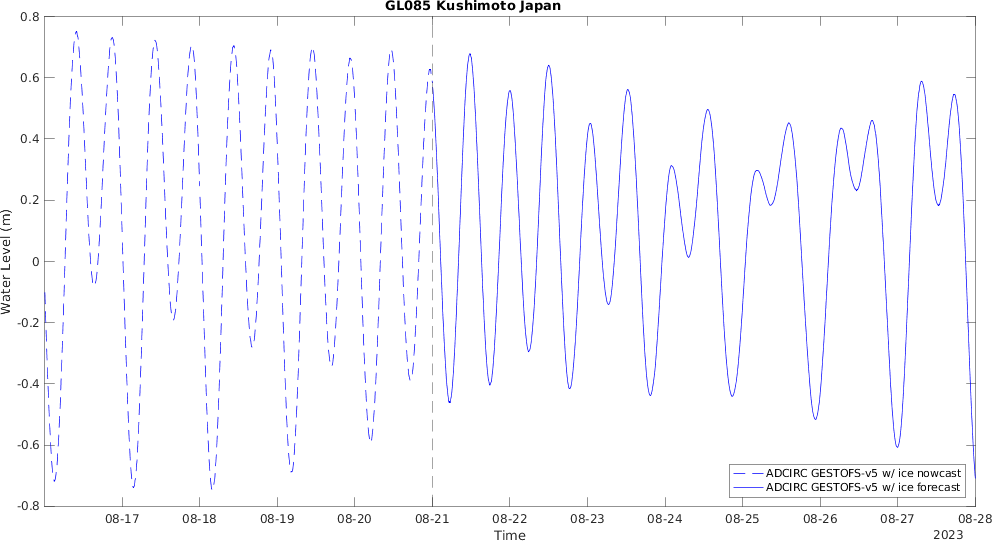 GL085 Kushimoto Japan
0.8
0.6
0.4
0.2
0
-0.2
-0.4
-0.6
-0.8
Water Level (m)
ADCIRC GESTOFS-v5 w/ ice nowcast
ADCIRC GESTOFS-v5 w/ ice forecast
08-17 08-18 08-19 08-20 08-21 08-22 08-23 08-24 08-25 08-26 08-27 08-28
Time
2023